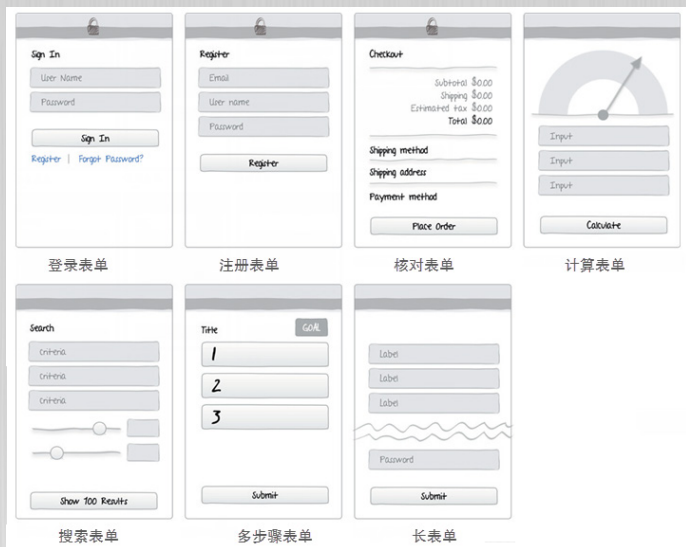 Sign In
User Name
Password
Sign In
Register | Forgot Password?
登录表单
Register
Email
User name
Password
Register
注册表单
Checkout
Subtotal $0.00
Shipping $0.00
Estimated tax $0.00
Total $0.00
Shipping method
Shipping address
Payment method
Place Order
核对表单
Input
Input
Input
Calculate
计算表单
Search
Criteria
Criteria
Criteria
Show 700 Results
搜索表单
Title
GOAL
1
2
3
Submit
多步骤表单
Label
Label
Label
Password
Submit
长表单